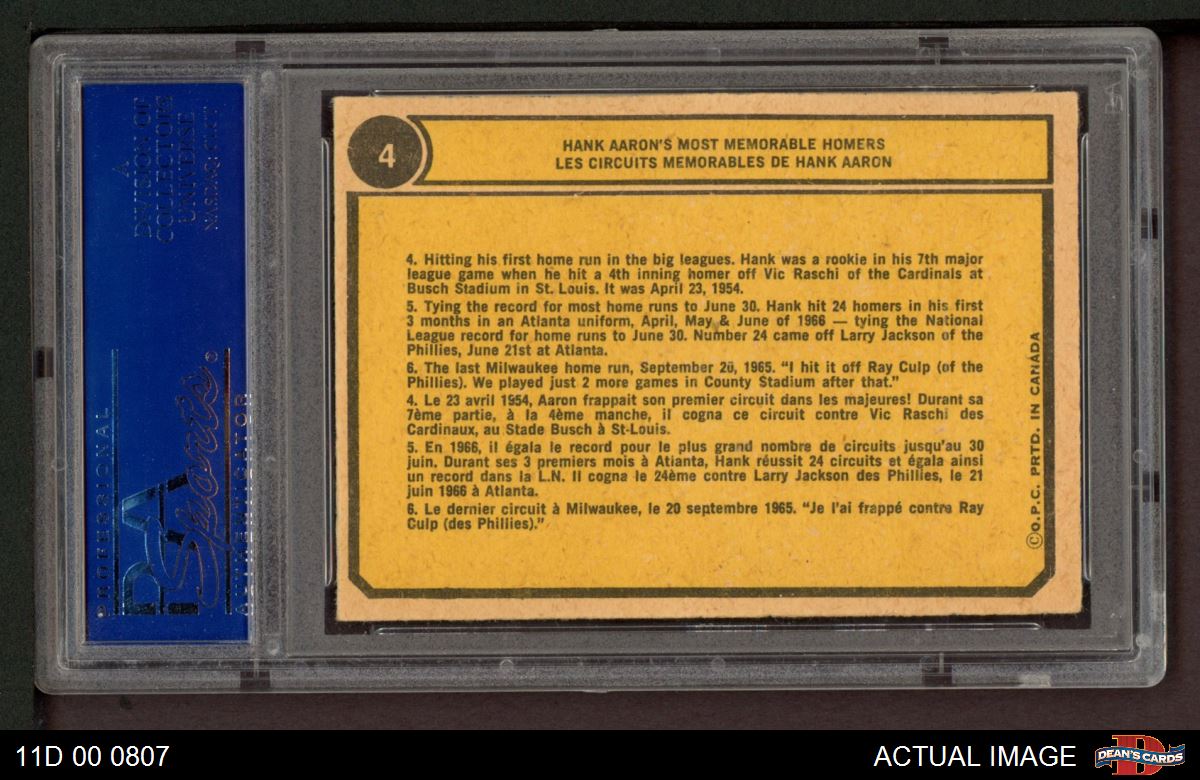 A
DIVISION OF
COLLECTORS
UNIVERSE
NASDAQ: CLCT
PROFESSIONAL
PSA
Sports®
AUTHENTICATOR
4
HANK AARON'S MOST MEMORABLE HOMERS
LES CIRCUITS MEMORABLES DE HANK AARON
4. Hitting his first home run in the big leagues. Hank was a rookie in his 7th major
league game when he hit a 4th inning homer off Vic Raschi of the Cardinals at
Busch Stadium in St. Louis. It was April 23, 1954.
5. Tying the record for most home runs to June 30. Hank hit 24 homers in his first
3 months in an Atlanta uniform, April, May & June of 1966 — tying the National
League record for home runs to June 30. Number 24 came off Larry Jackson of the
Phillies, June 21st at Atlanta.
6. The last Milwaukee home run, September 20, 1965. “I hit it off Ray Culp (of the
Phillies). We played just 2 more games in County Stadium after that.”
4. Le 23 avril 1954, Aaron frappait son premier circuit dans les majeures! Durant sa
7ème partie, à la 4ème manche, il cogna ce circuit contre Vic Raschi des
Cardinaux, au Stade Busch à St-Louis.
5. En 1966, il égala le record pour le plus grand nombre de circuits jusqu'au 30
juin. Durant ses 3 premiers mois à Atlanta, Hank réussit 24 circuits et égala ainsi
un record dans la L.N. Il cogna le 24ème contre Larry Jackson des Phillies, le 21
juin 1966 à Atlanta.
6. Le dernier circuit à Milwaukee, le 20 septembre 1965. “Je l'ai frappé contre Ray
Culp (des Phillies).”
©O.P.C. PRTD. IN CANADA
11D 00 0807
ACTUAL IMAGE
DEAN'S CARDS